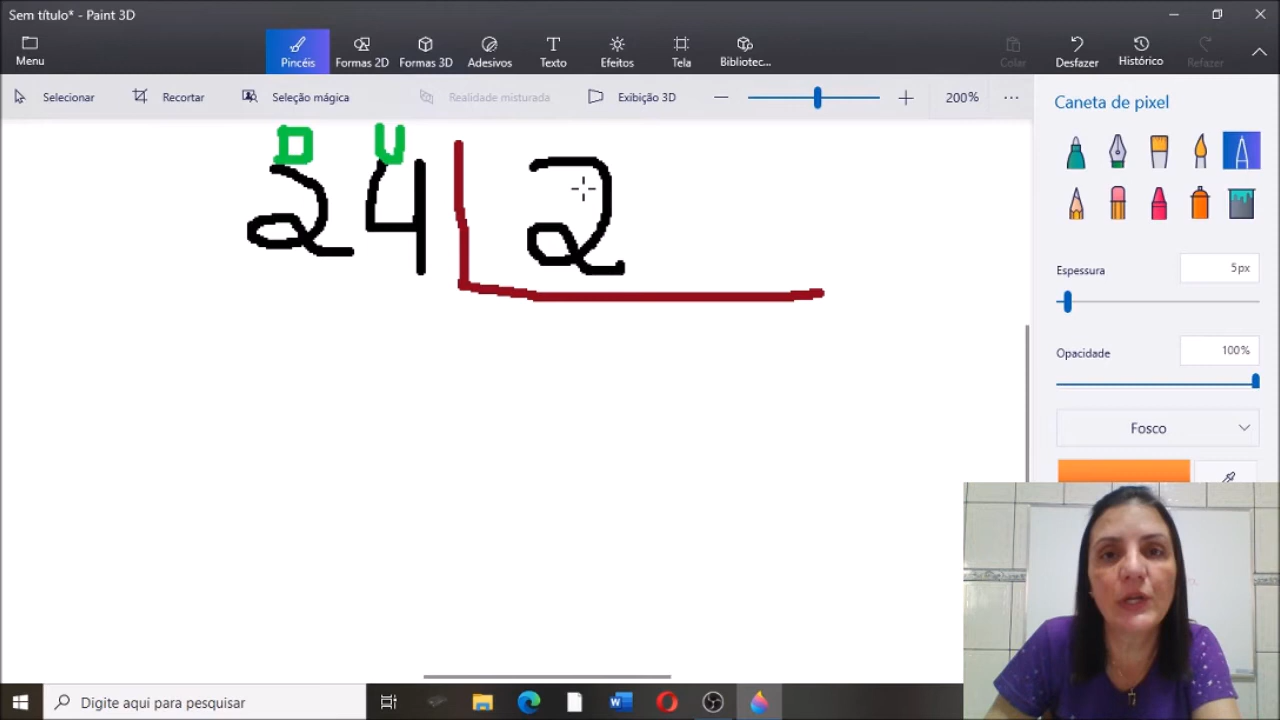 Sem título* - Paint 3D
Menu
Pincéis
Formas 2D
Formas 3D
Adesivos
Texto
Efeitos
Tela
Bibliotec...
Colar
Desfazer
Histórico
Refazer
Selecionar
Recortar
Seleção mágica
Realidade misturada
Exibição 3D
200%
Caneta de pixel
D U
24 2
Espessura
5px
Opacidade
100%
Fosco
Digite aqui para pesquisar